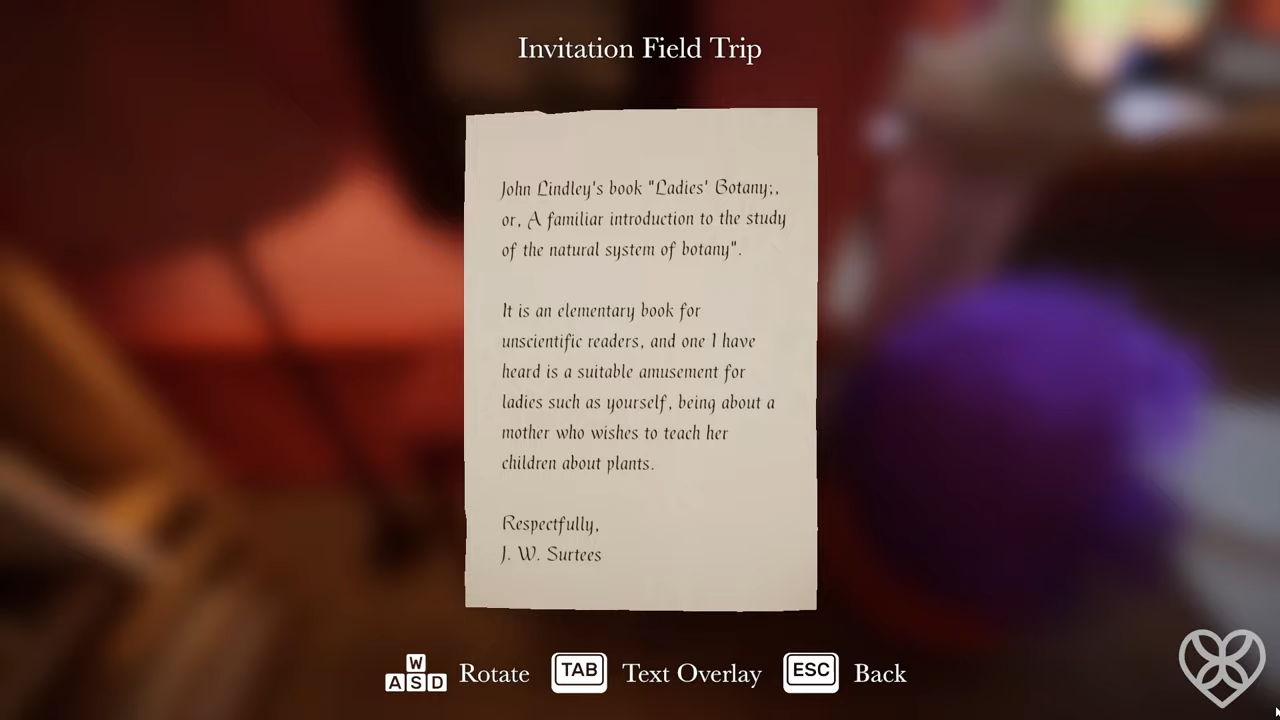 Invitation Field Trip
John Lindley's book "Ladies' Botany;,
or, A familiar introduction to the study
of the natural system of botany".
It is an elementary book for
unscientific readers, and one I have
heard is a suitable amusement for
ladies such as yourself, being about a
mother who wishes to teach her
children about plants.
Respectfully,
J. W. Surtees
W
A S D Rotate TAB Text Overlay ESC Back